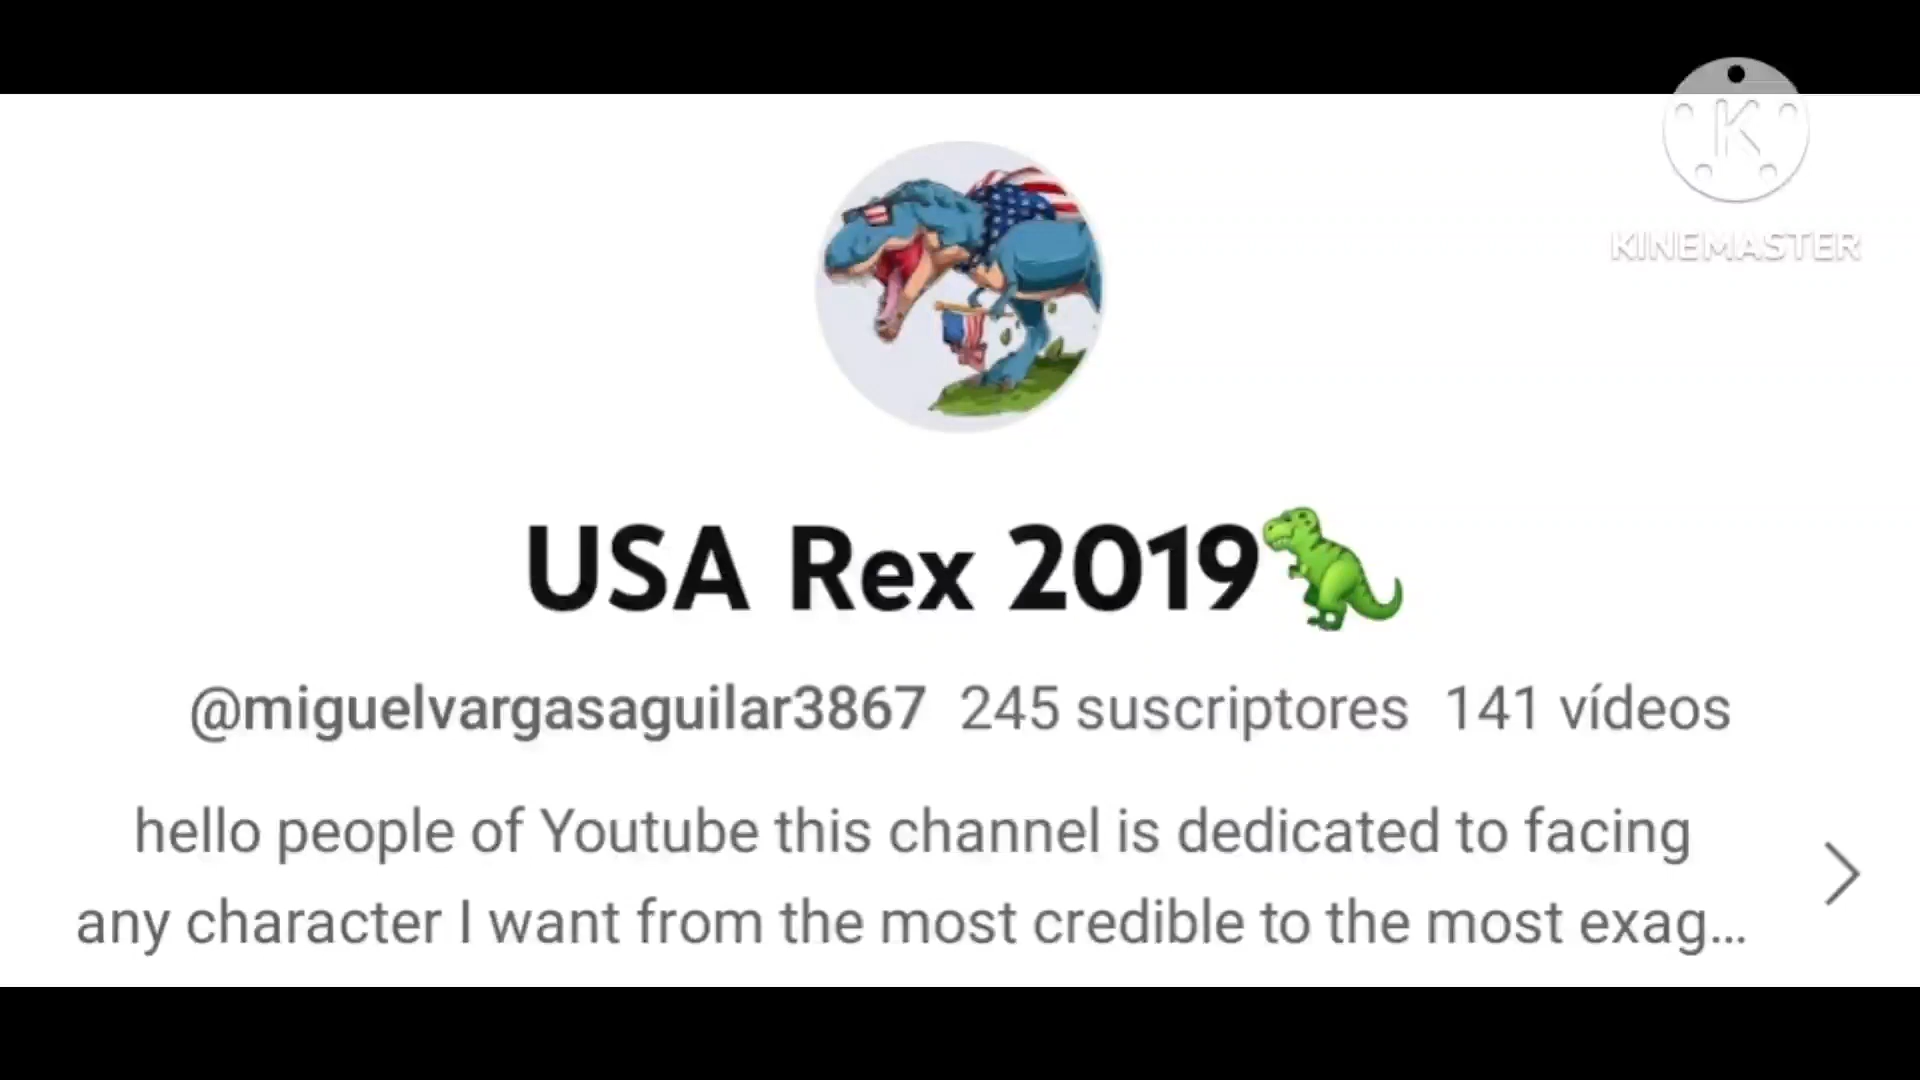 K
KINEMASTER
USA Rex 2019🦖
@miguelvargasaguilar3867 245 suscriptores 141 vídeos
hello people of Youtube this channel is dedicated to facing
any character I want from the most credible to the most exag...